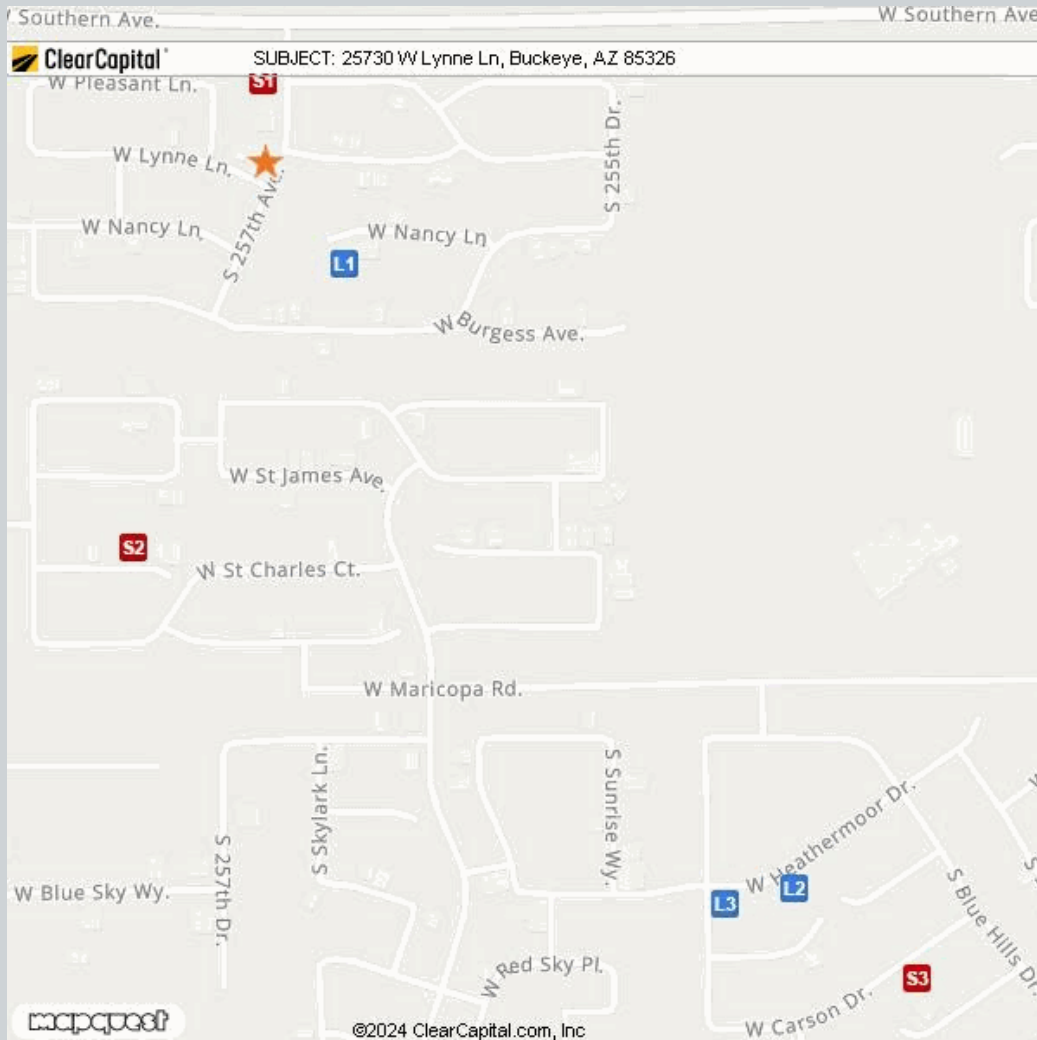 W Southern Ave.
W Southern Ave
ClearCapital
SUBJECT: 25730 W Lynne Ln, Buckeye, AZ 85326
W Pleasant Ln.
S1
S 255th Dr.
W Lynne Ln.
S 257th Ave.
W Nancy Ln.
W Nancy Ln
L1
W Burgess Ave.
W St James Ave.
S2
W St Charles Ct.
W Maricopa Rd.
S Skylark Ln.
S Sunrise Wy.
S 257th Dr.
W Heathermoor Dr.
W Blue Sky Wy.
L2
L3
S Blue Hills Dr.
W Red Sky Pl.
S3
W Carson Dr.
mapquest
©2024 ClearCapital.com, Inc